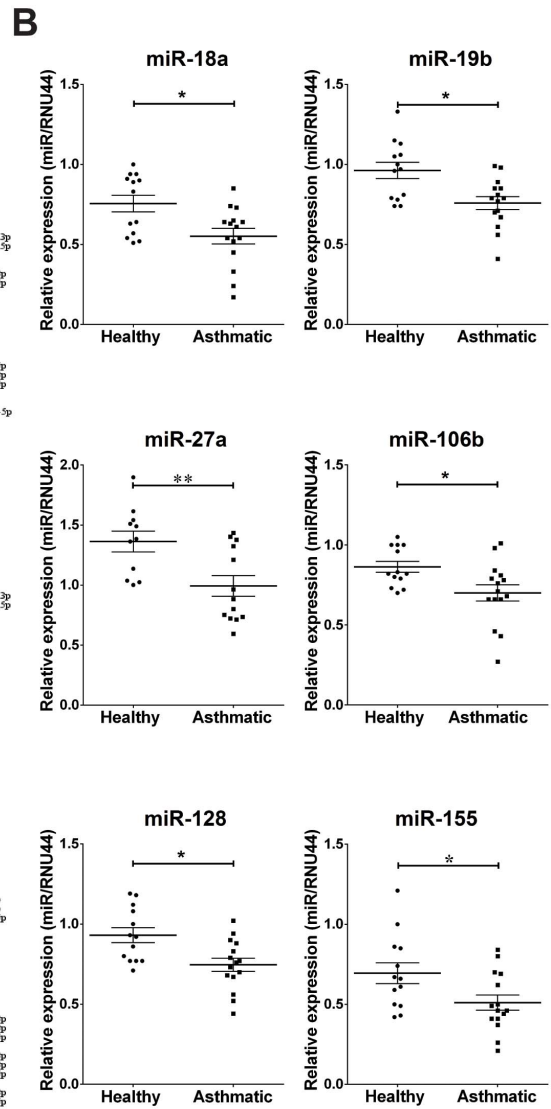 B
miR-18a
Relative expression (miR/RNU44)
1.5
1.0
0.5
0.0
*
Healthy Asthmatic
miR-19b
Relative expression (miR/RNU44)
1.5
1.0
0.5
0.0
*
Healthy Asthmatic
miR-27a
Relative expression (miR/RNU44)
2.0
1.5
1.0
0.5
0.0
**
Healthy Asthmatic
miR-106b
Relative expression (miR/RNU44)
1.5
1.0
0.5
0.0
*
Healthy Asthmatic
miR-128
Relative expression (miR/RNU44)
1.5
1.0
0.5
0.0
*
Healthy Asthmatic
miR-155
Relative expression (miR/RNU44)
1.5
1.0
0.5
0.0
*
Healthy Asthmatic
3p
5p
5p
3p
5p